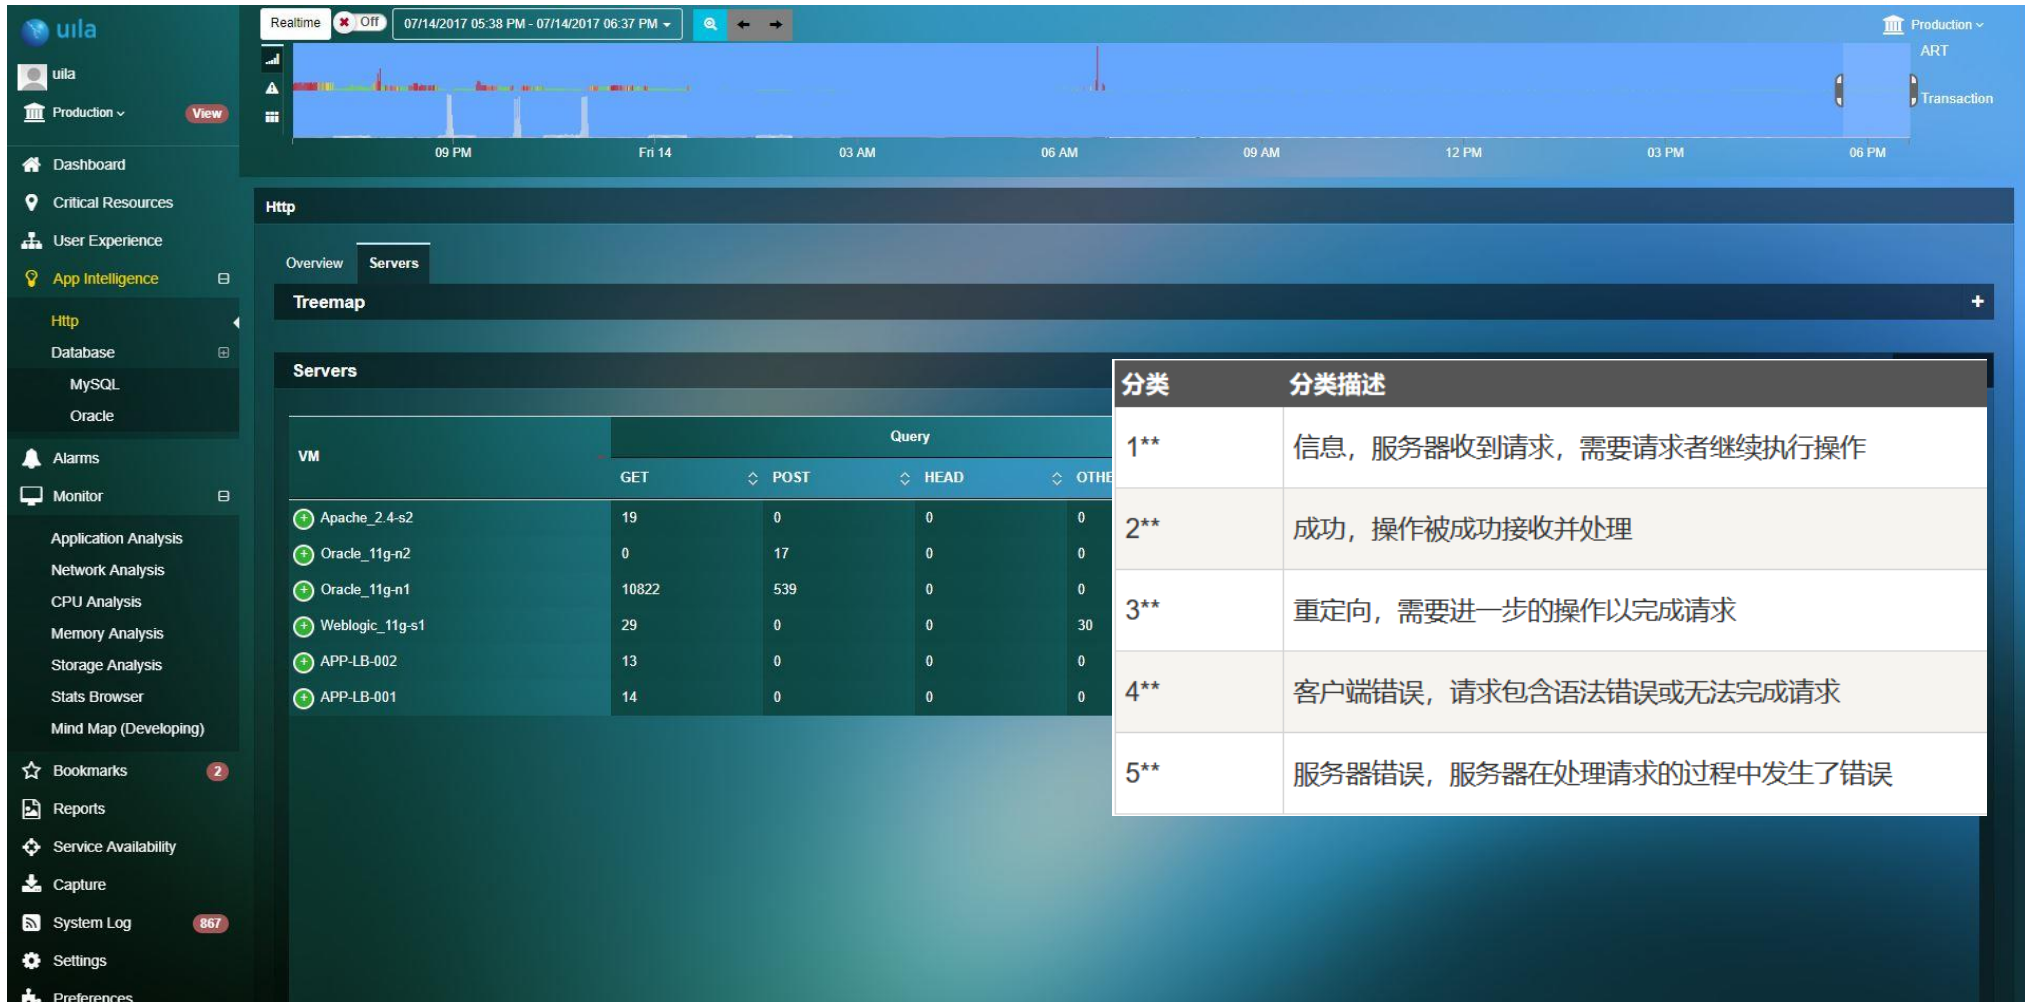 uila
uila
Production
View
Dashboard
Critical Resources
User Experience
App Intelligence
Http
Database
MySQL
Oracle
Alarms
Monitor
Application Analysis
Network Analysis
CPU Analysis
Memory Analysis
Storage Analysis
Stats Browser
Mind Map (Developing)
Bookmarks 2
Reports
Service Availability
Capture
System Log 867
Settings
Preferences
Realtime Off 07/14/2017 05:38 PM - 07/14/2017 06:37 PM
Production
ART
Transaction
09 PM Fri 14 03 AM 06 AM 09 AM 12 PM 03 PM 06 PM
Http
Overview Servers
Treemap
Servers
VM Query
GET POST HEAD OTHE
Apache_2.4-s2 19 0 0 0
Oracle_11g-n2 0 17 0 0
Oracle_11g-n1 10822 539 0 0
Weblogic_11g-s1 29 0 0 30
APP-LB-002 13 0 0 0
APP-LB-001 14 0 0 0
分类 分类描述
1** 信息，服务器收到请求，需要请求者继续执行操作
2** 成功，操作被成功接收并处理
3** 重定向，需要进一步的操作以完成请求
4** 客户端错误，请求包含语法错误或无法完成请求
5** 服务器错误，服务器在处理请求的过程中发生了错误